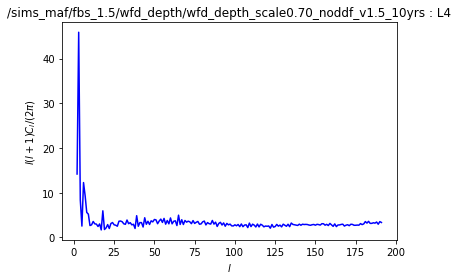 /sims_maf/fbs_1.5/wfd_depth/wfd_depth_scale0.70_noddf_v1.5_10yrs : L4
40
30
20
10
0
l(l + 1)C_l/(2π)
0 25 50 75 100 125 150 175 200
l